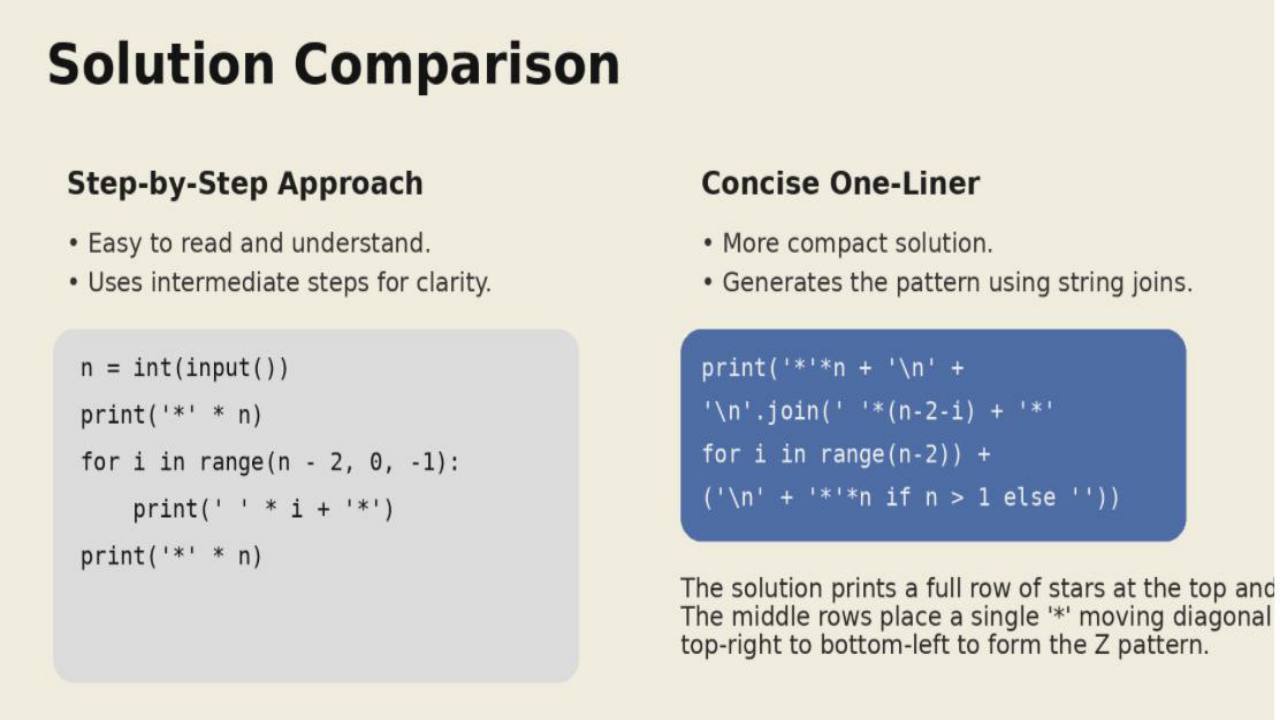 Solution Comparison
Step-by-Step Approach
• Easy to read and understand.
• Uses intermediate steps for clarity.
n = int(input())
print('*' * n)
for i in range(n - 2, 0, -1):
    print(' ' * i + '*')
print('*' * n)
Concise One-Liner
• More compact solution.
• Generates the pattern using string joins.
print('*'*n + '\n' +
'\n'.join(' '*(n-2-i) + '*'
for i in range(n-2)) +
('\n' + '*'*n if n > 1 else ''))
The solution prints a full row of stars at the top and
The middle rows place a single '*' moving diagonal
top-right to bottom-left to form the Z pattern.